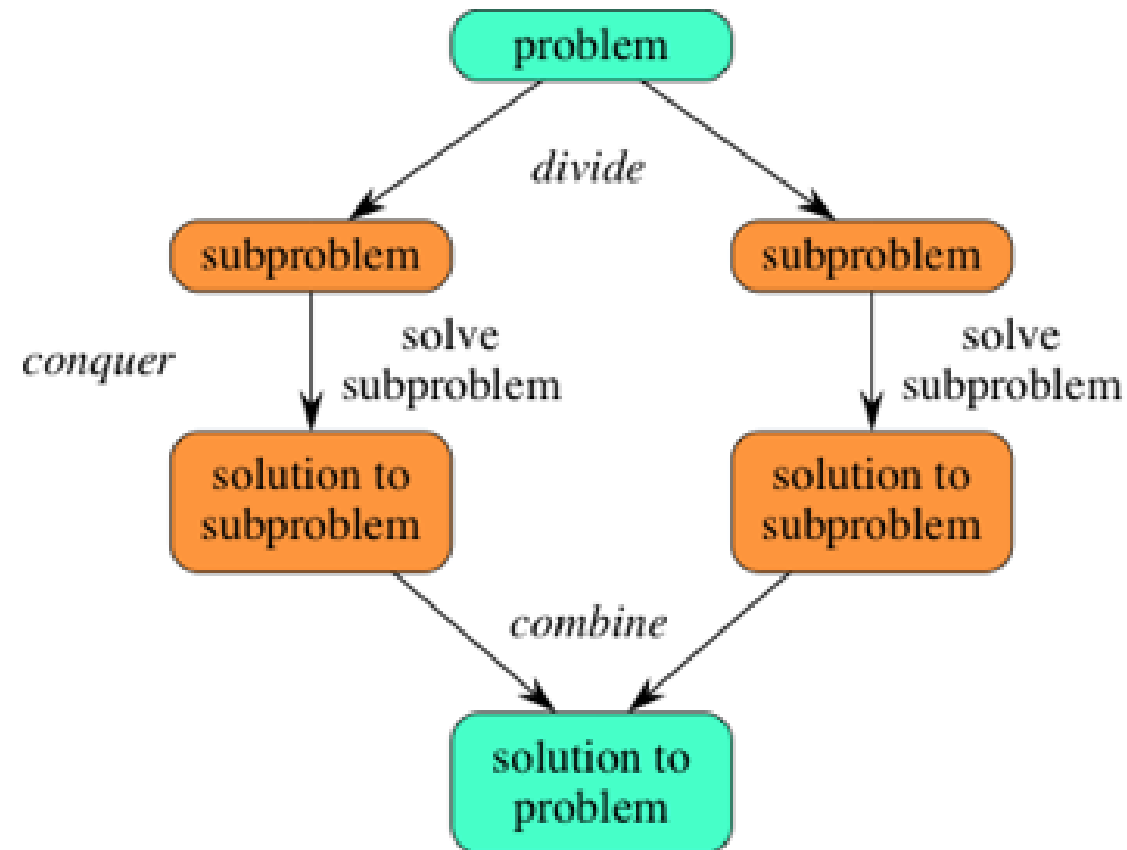 problem
divide
subproblem
subproblem
conquer
solve
subproblem
solve
subproblem
solution to
subproblem
solution to
subproblem
combine
solution to
problem